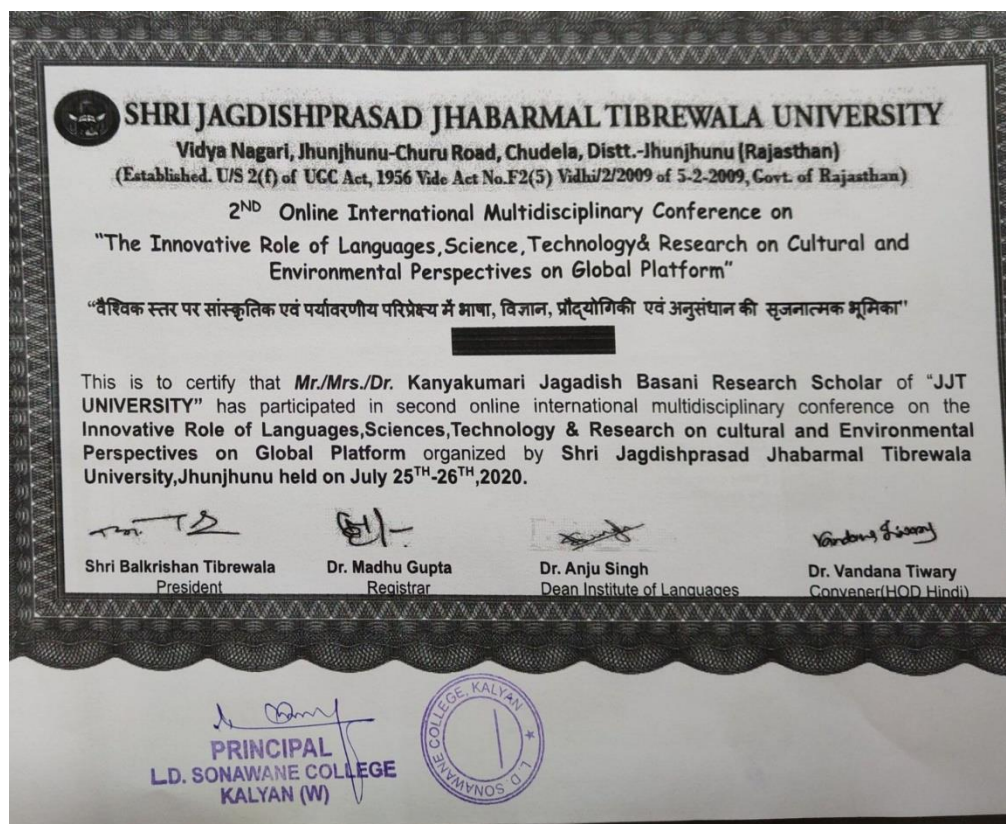 SHRI JAGDISHPRASAD JHABARMAL TIBREWALA UNIVERSITY
Vidya Nagari, Jhunjhunu-Churu Road, Chudela, Distt.-Jhunjhunu (Rajasthan)
(Established. U/S 2(f) of UGC Act, 1956 Vide Act No.F2(5) Vidhi/2/2009 of 5-2-2009, Govt. of Rajasthan)
2ND Online International Multidisciplinary Conference on
"The Innovative Role of Languages,Science,Technology& Research on Cultural and
Environmental Perspectives on Global Platform"
"वैश्विक स्तर पर सांस्कृतिक एवं पर्यावरणीय परिप्रेक्ष्य में भाषा, विज्ञान, प्रौद्योगिकी एवं अनुसंधान की सृजनात्मक भूमिका"
This is to certify that Mr./Mrs./Dr. Kanyakumari Jagadish Basani Research Scholar of "JJT
UNIVERSITY" has participated in second online international multidisciplinary conference on the
Innovative Role of Languages,Sciences,Technology & Research on cultural and Environmental
Perspectives on Global Platform organized by Shri Jagdishprasad Jhabarmal Tibrewala
University,Jhunjhunu held on July 25TH-26TH,2020.
Vandana Tiwary
Shri Balkrishan Tibrewala Dr. Madhu Gupta Dr. Anju Singh Dr. Vandana Tiwary
President Registrar Dean Institute of Languages Convener(HOD Hindi)
PRINCIPAL
L.D. SONAWANE COLLEGE
KALYAN (W)
L.D. SONAWANE COLLEGE, KALYAN